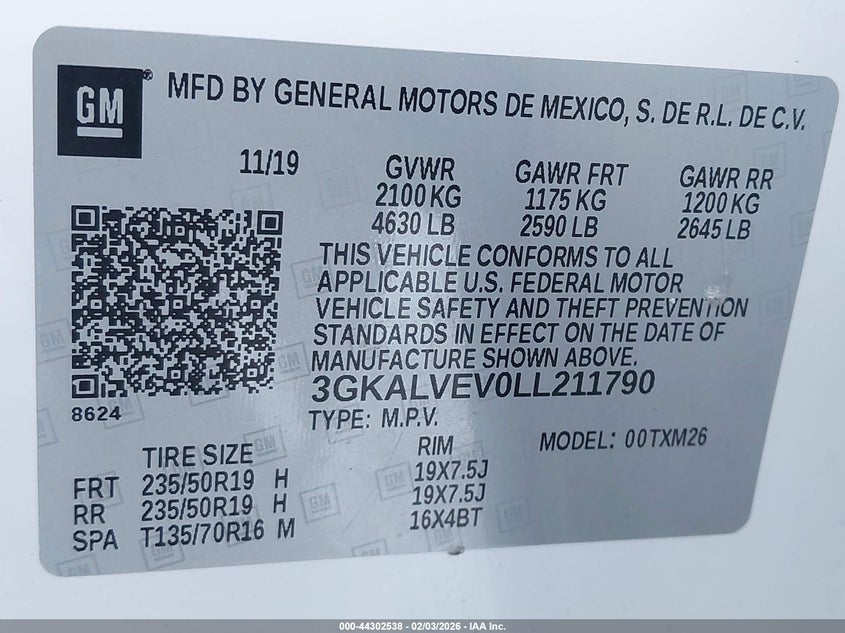 GM ® MFD BY GENERAL MOTORS DE MEXICO, S. DE R.L. DE C.V.
11/19 GVWR GAWR FRT GAWR RR
2100 KG 1175 KG 1200 KG
4630 LB 2590 LB 2645 LB
THIS VEHICLE CONFORMS TO ALL
APPLICABLE U.S. FEDERAL MOTOR
VEHICLE SAFETY AND THEFT PREVENTION
STANDARDS IN EFFECT ON THE DATE OF
MANUFACTURE SHOWN ABOVE.
3GKALVEV0LL211790
8624 TYPE: M.P.V.
MODEL: 00TXM26
TIRE SIZE RIM
FRT 235/50R19 H 19X7.5J
RR 235/50R19 H 19X7.5J
SPA T135/70R16 M 16X4BT
000-44302538 - 02/03/2026 - IAA Inc.